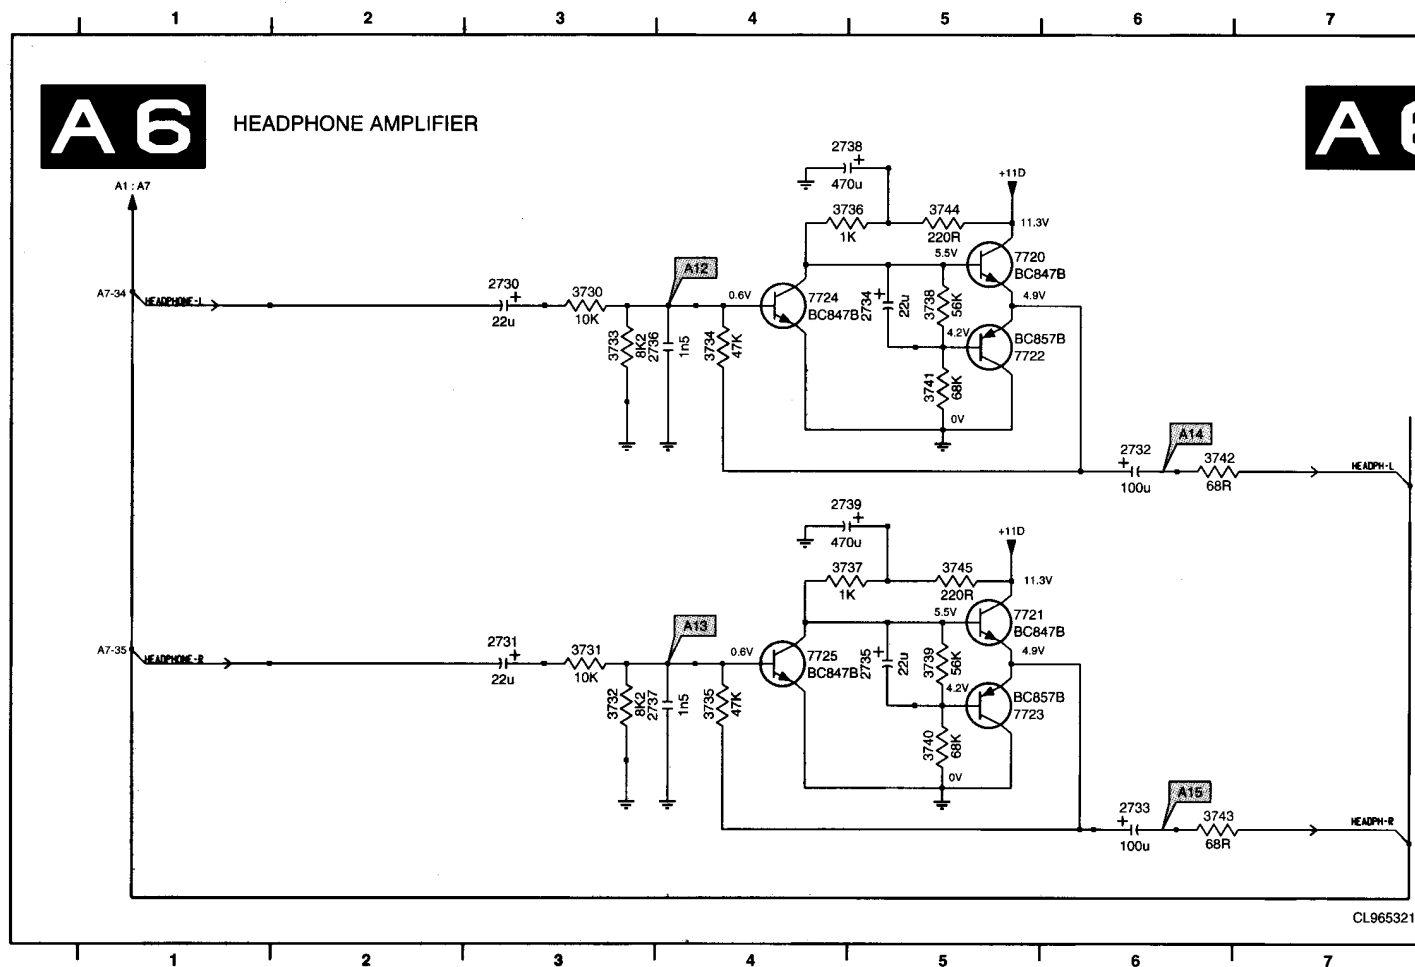 1 2 3 4 5 6 7
A 6
HEADPHONE AMPLIFIER
A
A1 : A7
2738
+
470u
+11D
3736
1K
3744
220R
11.3V
5.5V
7720
BC847B
A12
A7-34
HEADPHONE-L
2730
+
22u
3730
10K
0.6V
7724
BC847B
2734
+
22u
3738
56K
4.9V
4.2V
BC857B
7722
3733
8K2
2736
1n5
3734
47K
3741
68K
0V
A14
2732
+
100u
3742
68R
HEADPH-L
2739
+
470u
+11D
3737
1K
3745
220R
11.3V
5.5V
7721
BC847B
A13
A7-35
HEADPHONE-R
2731
+
22u
3731
10K
0.6V
7725
BC847B
2735
+
22u
3739
56K
4.9V
4.2V
BC857B
7723
3732
8K2
2737
1n5
3735
47K
3740
68K
0V
A15
2733
+
100u
3743
68R
HEADPH-R
CL965321
1 2 3 4 5 6 7